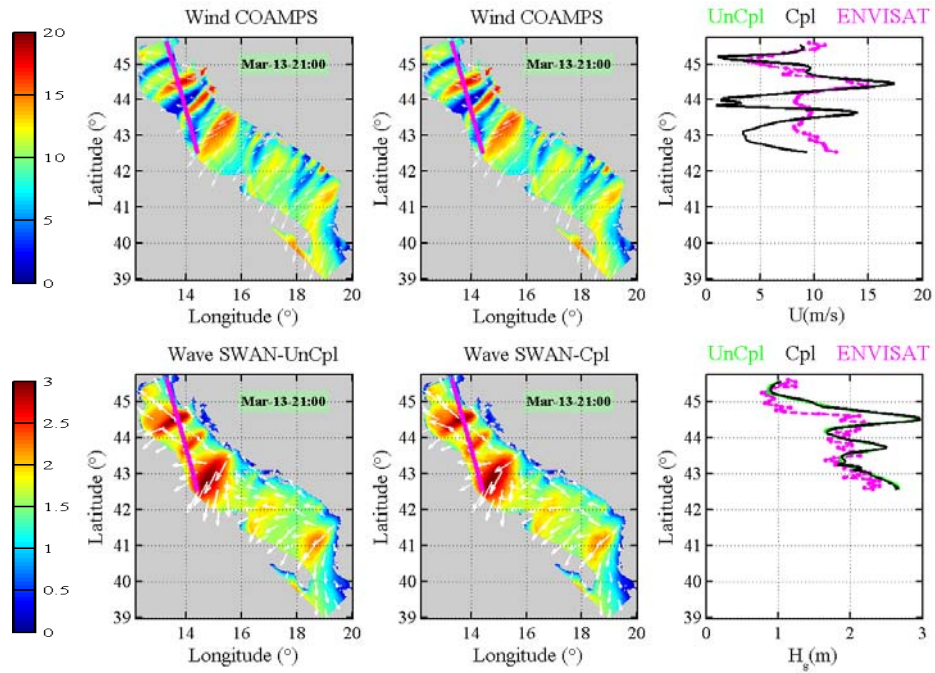 Wind COAMPS
Wind COAMPS
UnCpl Cpl ENVISAT
20
15
10
5
0
Mar-13-21:00
Mar-13-21:00
Latitude (°)
45
44
43
42
41
40
39
14 16 18 20
Longitude (°)
Latitude (°)
45
44
43
42
41
40
39
14 16 18 20
Longitude (°)
Latitude (°)
45
44
43
42
41
40
39
0 5 10 15 20
U(m/s)
Wave SWAN-UnCpl
Wave SWAN-Cpl
UnCpl Cpl ENVISAT
3
2.5
2
1.5
1
0.5
0
Mar-13-21:00
Mar-13-21:00
Latitude (°)
45
44
43
42
41
40
39
14 16 18 20
Longitude (°)
Latitude (°)
45
44
43
42
41
40
39
14 16 18 20
Longitude (°)
Latitude (°)
45
44
43
42
41
40
39
0 1 2 3
H_s(m)